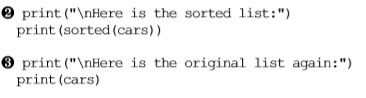 ❷ print("\nHere is the sorted list:")
print(sorted(cars))
❸ print("\nHere is the original list again:")
print(cars)